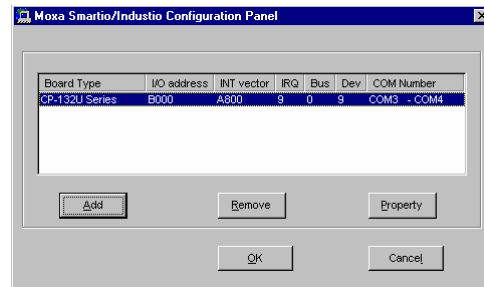 Moxa Smartio/Industio Configuration Panel
Board Type I/O address INT vector IRQ Bus Dev COM Number
CP-132U Series B000 A800 9 0 9 COM3 - COM4
Add Remove Property
OK Cancel